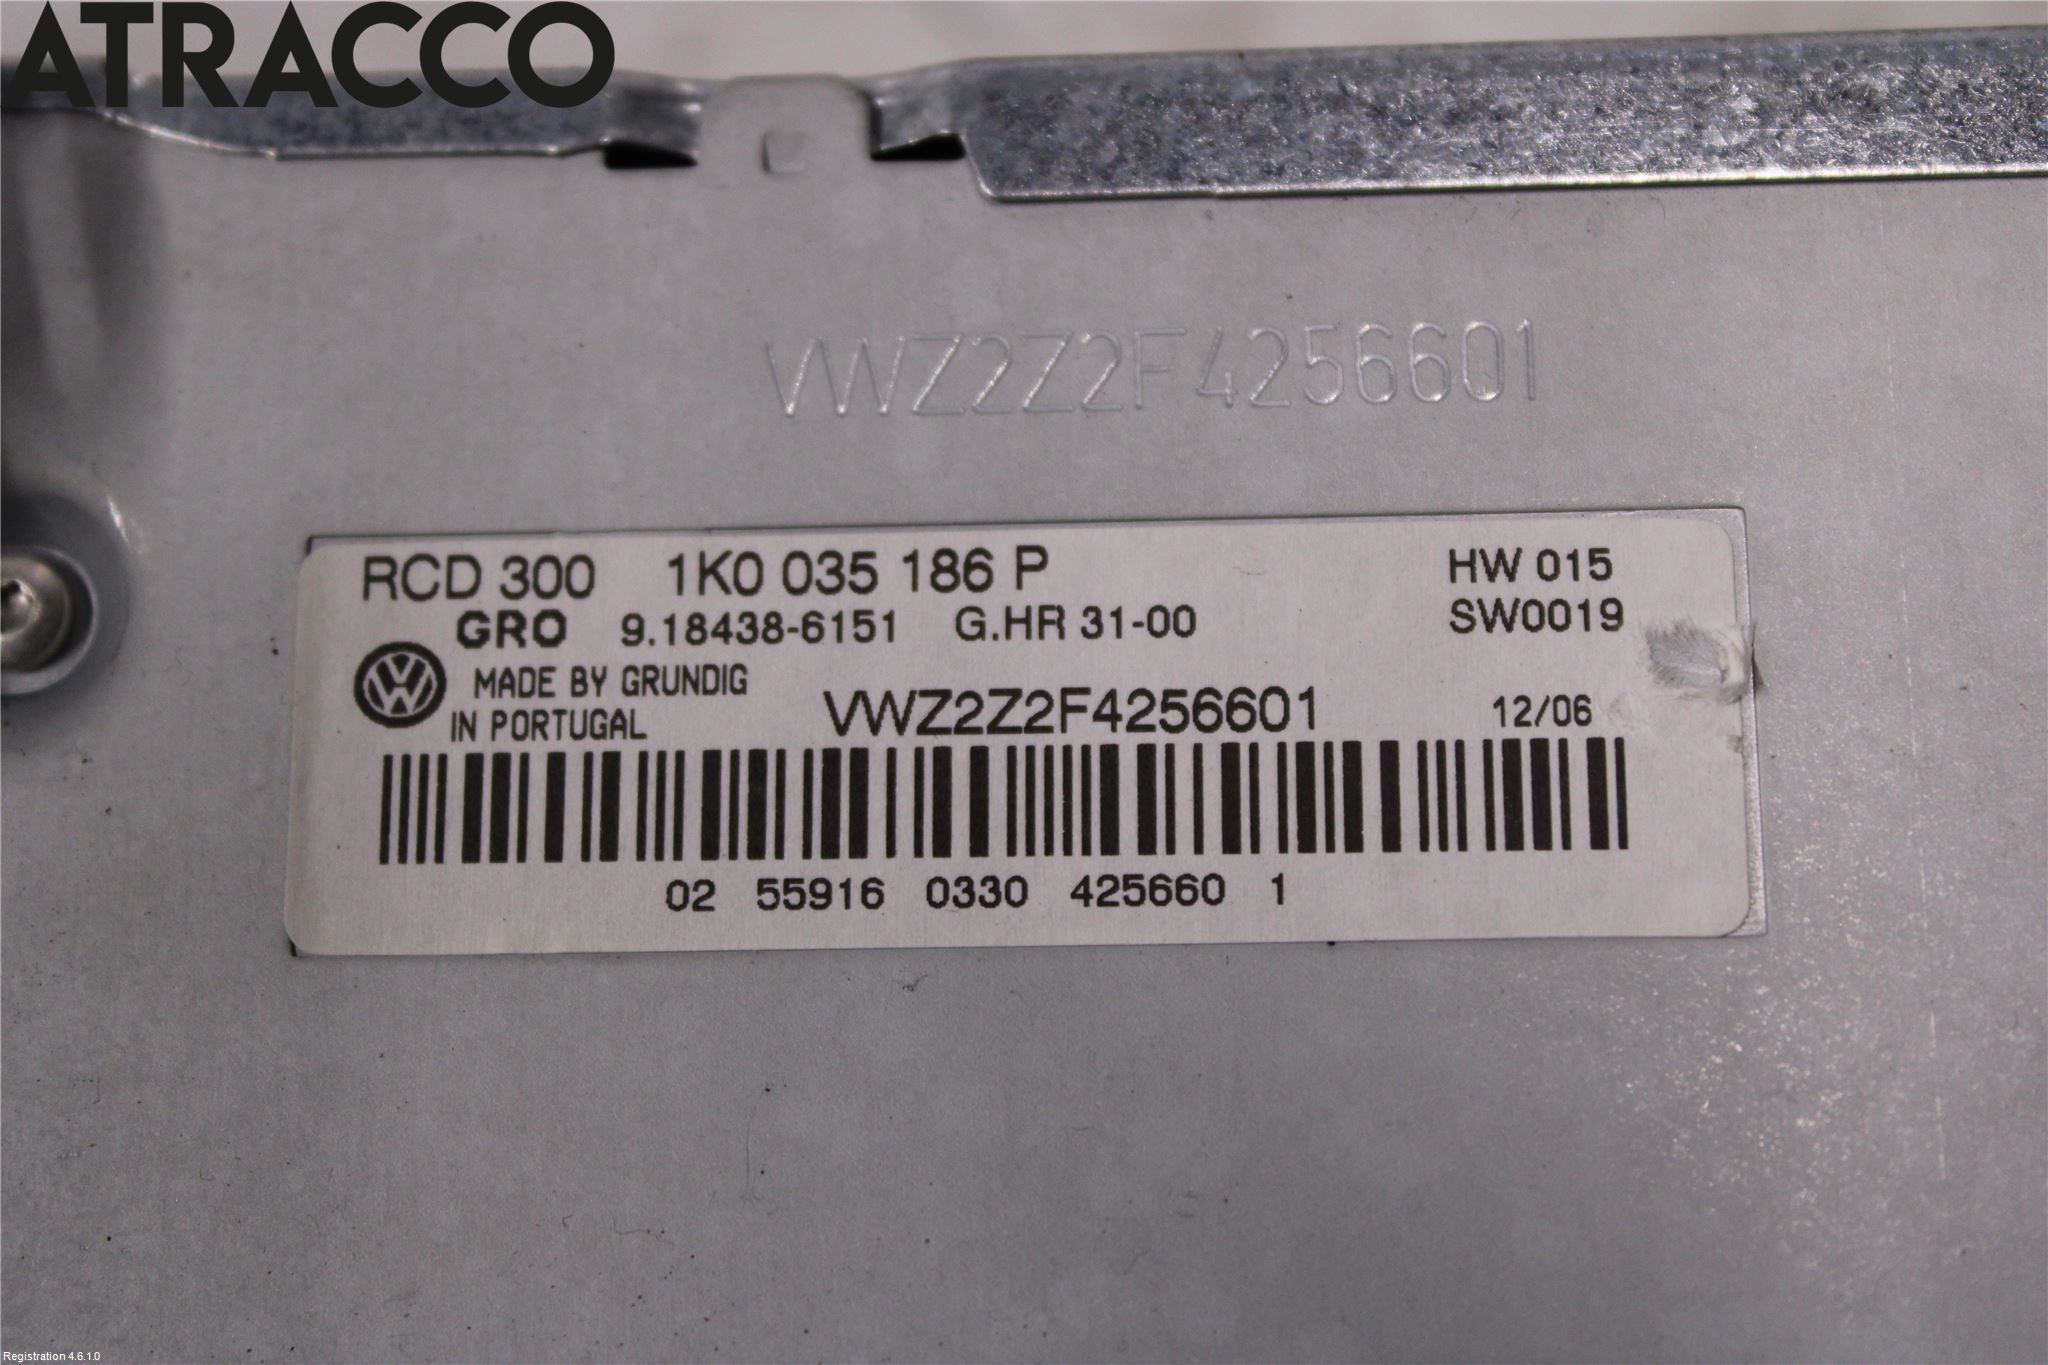 ATRACCO
VWZ2Z2F4256601
RCD 300 1K0 035 186 P HW 015
GRO 9.18438-6151 G.HR 31-00 SW0019
MADE BY GRUNDIG
IN PORTUGAL VWZ2Z2F4256601 12/06
02 55916 0330 425660 1
Registration 4.6.1.0